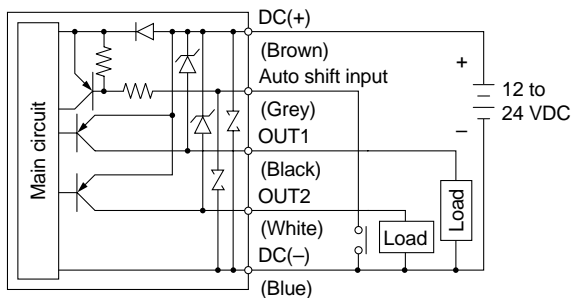 DC(+)
(Brown)
Auto shift input
(Grey)
OUT1
(Black)
OUT2
(White)
DC(–)
(Blue)
Main circuit
+
12 to
24 VDC
–
Load
Load